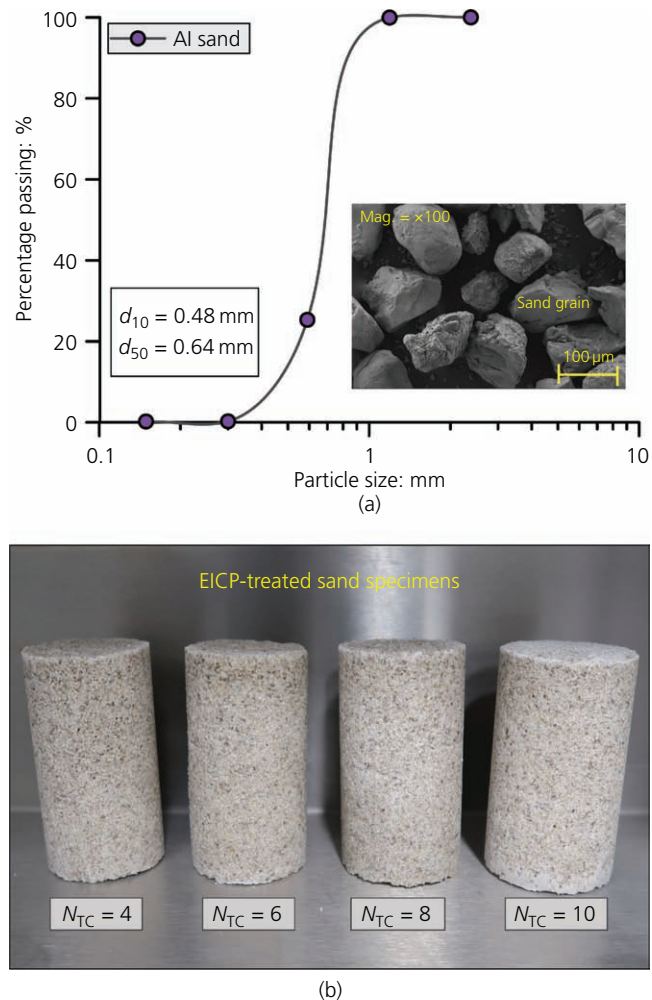 100
80
60
40
20
0
Percentage passing: %
AI sand
d10 = 0.48 mm
d50 = 0.64 mm
Mag. = ×100
Sand grain
100 µm
0.1
1
10
Particle size: mm
(a)
EICP-treated sand specimens
NTC = 4
NTC = 6
NTC = 8
NTC = 10
(b)